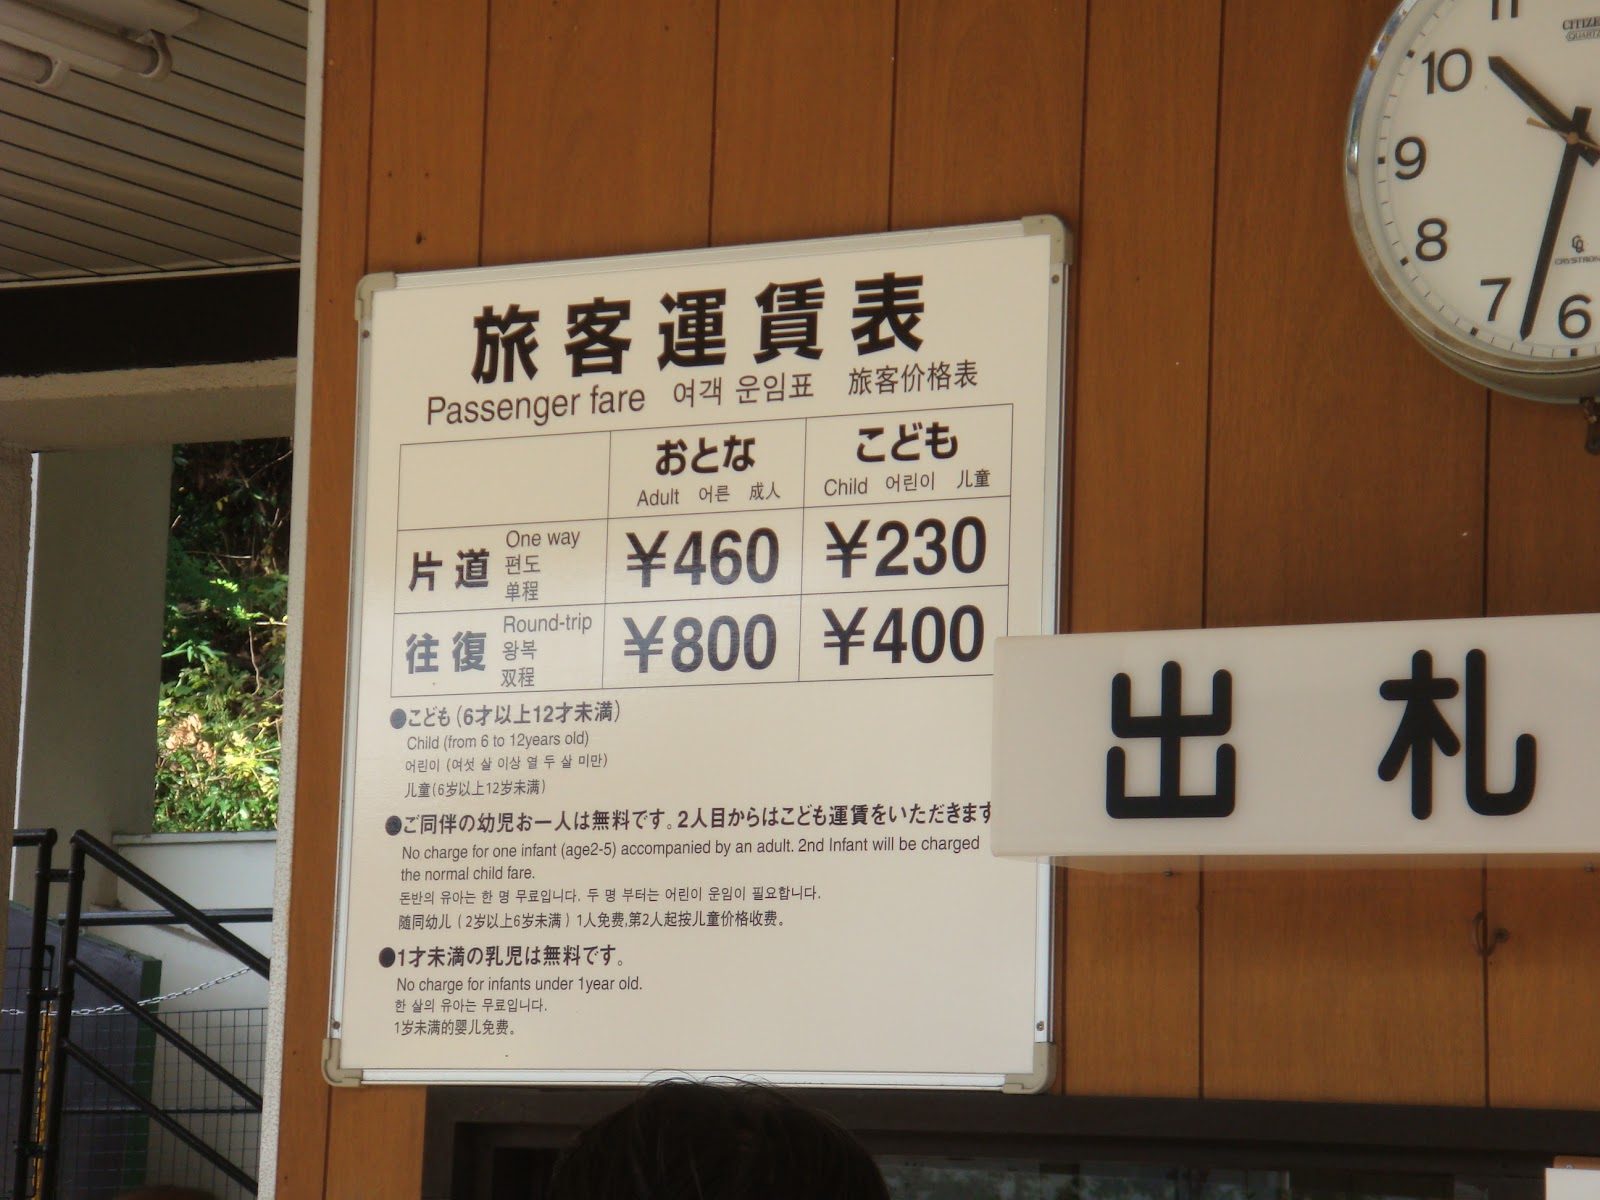 旅客運賃表
Passenger fare 여객 운임표 旅客价格表
おとな こども
Adult 어른 成人 Child 어린이 儿童
片道 One way 편도 单程 ¥460 ¥230
往復 Round-trip 왕복 双程 ¥800 ¥400
●こども(6才以上12才未満)
Child (from 6 to 12years old)
어린이 (여섯 살 이상 열 두 살 미만)
儿童(6岁以上12岁未满)
●ご同伴の幼児お一人は無料です。2人目からはこども運賃をいただきます
No charge for one infant (age2-5) accompanied by an adult. 2nd Infant will be charged
the normal child fare.
돈반의 유아는 한 명 무료입니다. 두 명 부터는 어린이 운임이 필요합니다.
随同幼儿(2岁以上6岁未满)1人免费,第2人起按儿童价格收费。
●1才未満の乳児は無料です。
No charge for infants under 1year old.
한 살의 유아는 무료입니다.
1岁未满的婴儿免费。
出札
11
CITIZE
QUARTZ
10
9
8
7
6
CRYSTRON